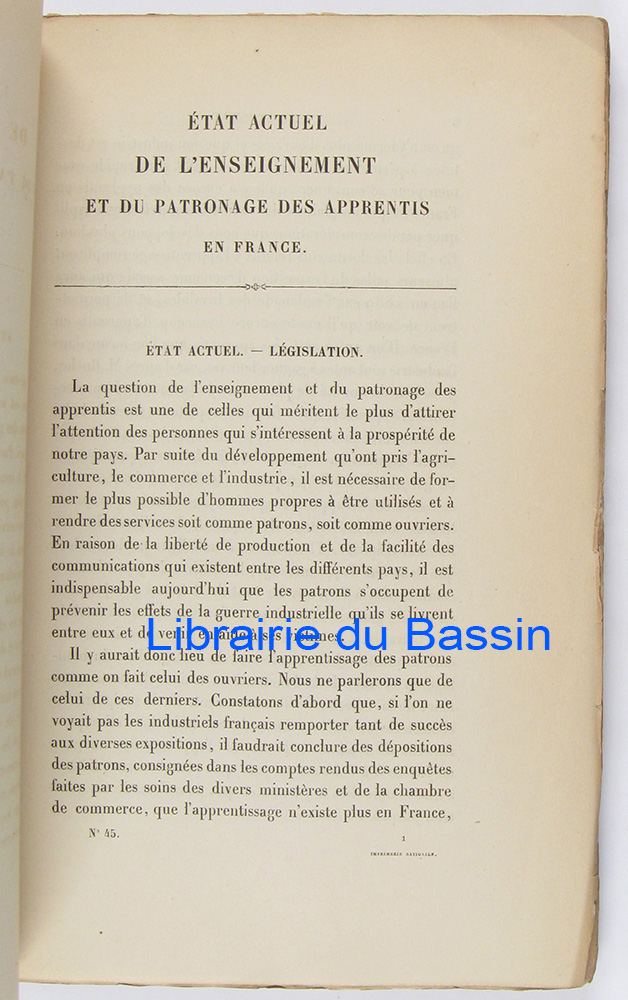 ÉTAT ACTUEL
DE L'ENSEIGNEMENT
ET DU PATRONAGE DES APPRENTIS
EN FRANCE.
ÉTAT ACTUEL. — LÉGISLATION.
La question de l'enseignement et du patronage des
apprentis est une de celles qui méritent le plus d'attirer
l'attention des personnes qui s'intéressent à la prospérité de
notre pays. Par suite du développement qu'ont pris l'agri-
culture, le commerce et l'industrie, il est nécessaire de for-
mer le plus possible d'hommes propres à être utilisés et à
rendre des services soit comme patrons, soit comme ouvriers.
En raison de la liberté de production et de la facilité des
communications qui existent entre les différents pays, il est
indispensable aujourd'hui que les patrons s'occupent de
prévenir les effets de la guerre industrielle qu'ils se livrent
entre eux et de venir en aide à ses victimes.
Librairie du Bassin
Il y aurait donc lieu de faire l'apprentissage des patrons
comme on fait celui des ouvriers. Nous ne parlerons que de
celui de ces derniers. Constatons d'abord que, si l'on ne
voyait pas les industriels français remporter tant de succès
aux diverses expositions, il faudrait conclure des dépositions
des patrons, consignées dans les comptes rendus des enquêtes
faites par les soins des divers ministères et de la chambre
de commerce, que l'apprentissage n'existe plus en France,
N° 45.
1
IMPRIMERIE NATIONALE.